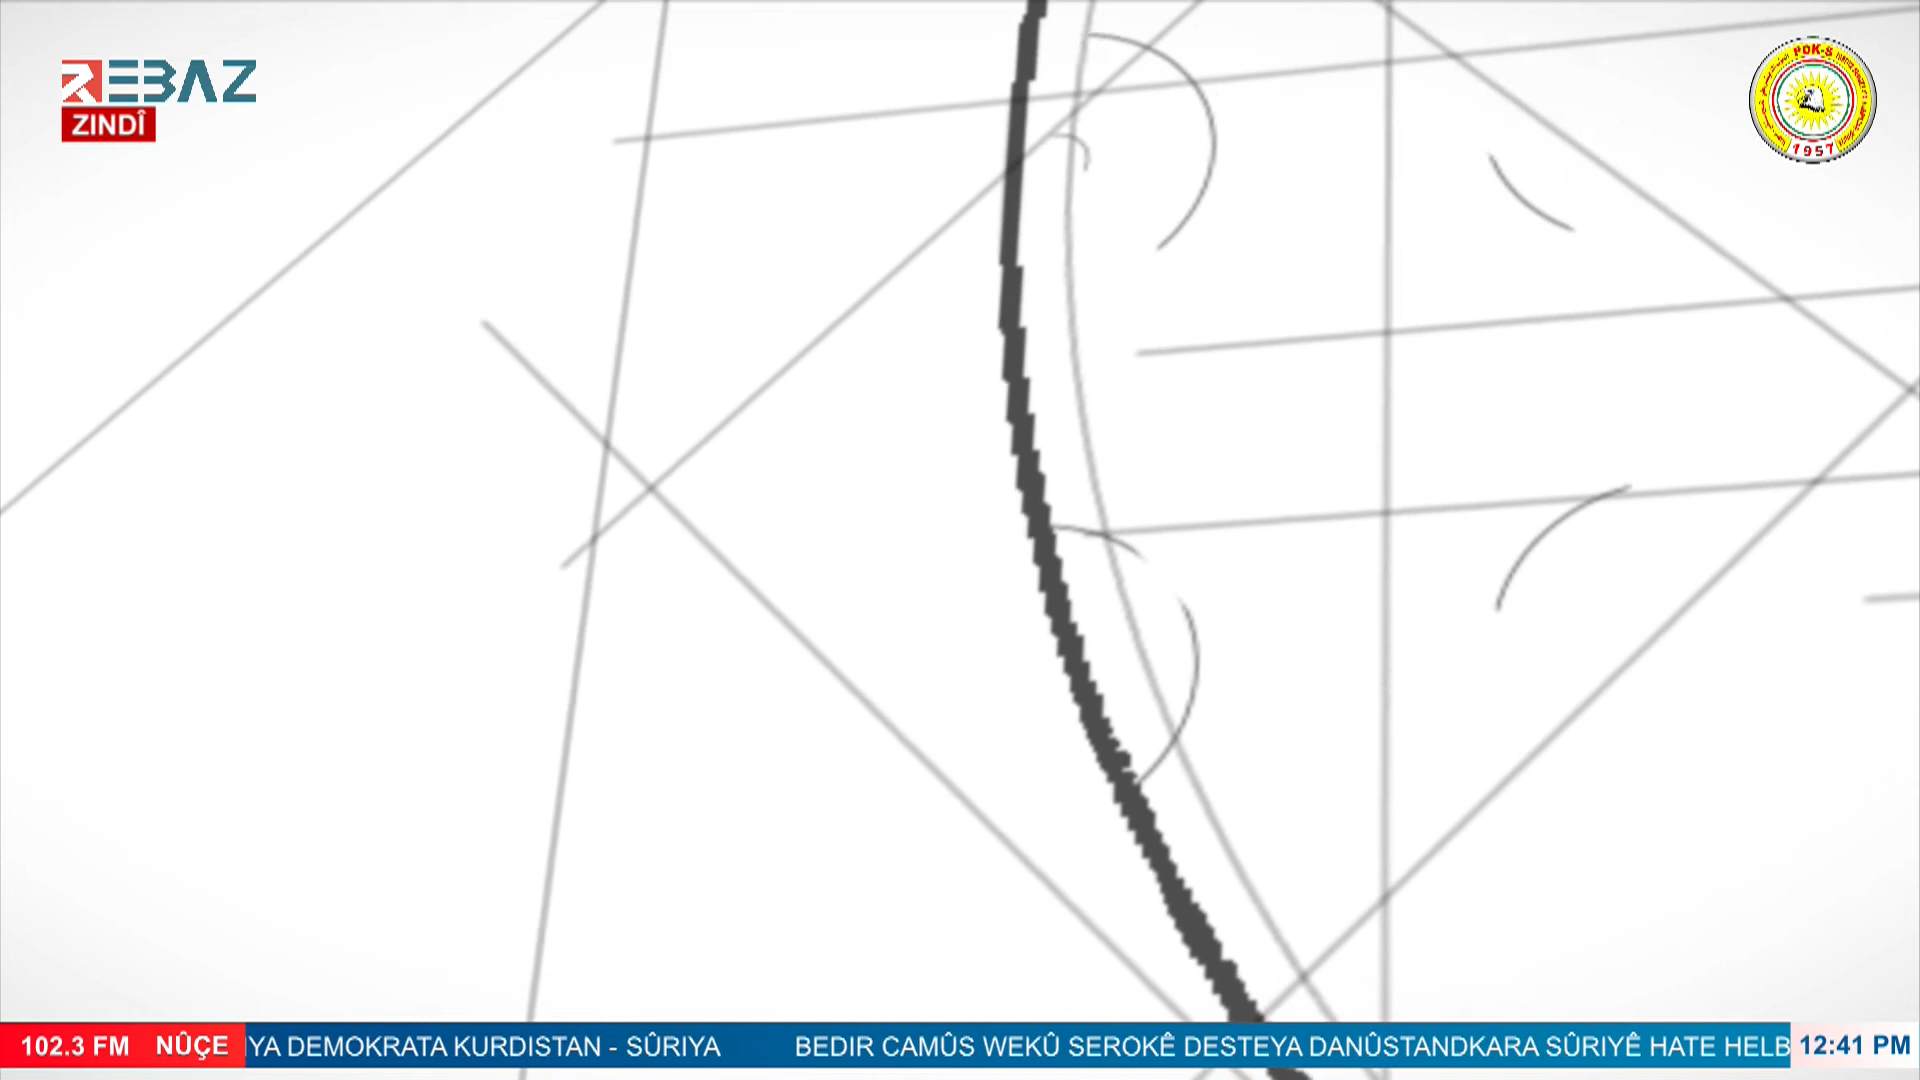 REBAZ
ZINDÎ
PDK-S
1957
102.3 FM NÛÇE YA DEMOKRATA KURDISTAN - SÛRIYA BEDIR CAMÛS WEKÛ SEROKÊ DESTEYA DANÛSTANDKARA SÛRIYÊ HATE HELB 12:41 PM